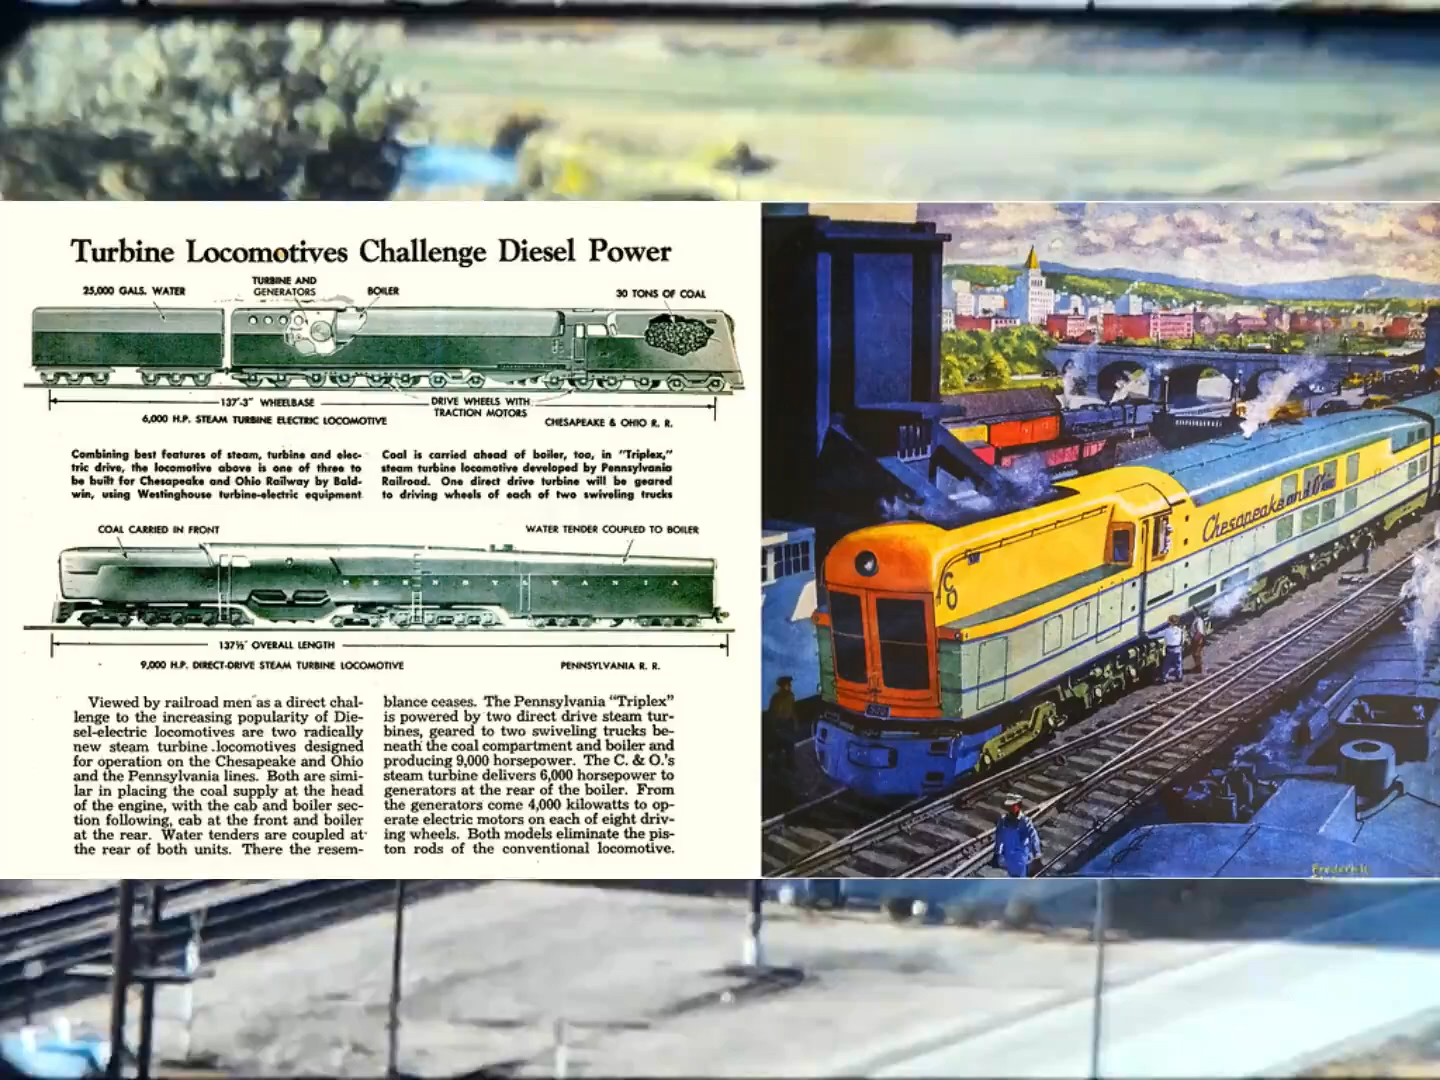 Turbine Locomotives Challenge Diesel Power
25,000 GALS. WATER
TURBINE AND
GENERATORS
BOILER
30 TONS OF COAL
137'-3" WHEELBASE
DRIVE WHEELS WITH
TRACTION MOTORS
6,000 H.P. STEAM TURBINE ELECTRIC LOCOMOTIVE
CHESAPEAKE & OHIO R. R.
Combining best features of steam, turbine and elec-
tric drive, the locomotive above is one of three to
be built for Chesapeake and Ohio Railway by Bald-
win, using Westinghouse turbine-electric equipment
Coal is carried ahead of boiler, too, in "Triplex,"
steam turbine locomotive developed by Pennsylvania
Railroad. One direct drive turbine will be geared
to driving wheels of each of two swiveling trucks
COAL CARRIED IN FRONT
WATER TENDER COUPLED TO BOILER
PENNSYLVANIA
137½' OVERALL LENGTH
9,000 H.P. DIRECT-DRIVE STEAM TURBINE LOCOMOTIVE
PENNSYLVANIA R. R.
Viewed by railroad men as a direct chal-
lenge to the increasing popularity of Die-
sel-electric locomotives are two radically
new steam turbine locomotives designed
for operation on the Chesapeake and Ohio
and the Pennsylvania lines. Both are simi-
lar in placing the coal supply at the head
of the engine, with the cab and boiler sec-
tion following, cab at the front and boiler
at the rear. Water tenders are coupled at
the rear of both units. There the resem-
blance ceases. The Pennsylvania "Triplex"
is powered by two direct drive steam tur-
bines, geared to two swiveling trucks be-
neath the coal compartment and boiler and
producing 9,000 horsepower. The C. & O.'s
steam turbine delivers 6,000 horsepower to
generators at the rear of the boiler. From
the generators come 4,000 kilowatts to op-
erate electric motors on each of eight driv-
ing wheels. Both models eliminate the pis-
ton rods of the conventional locomotive.
Chesapeake and Ohio
C
O
Frederick